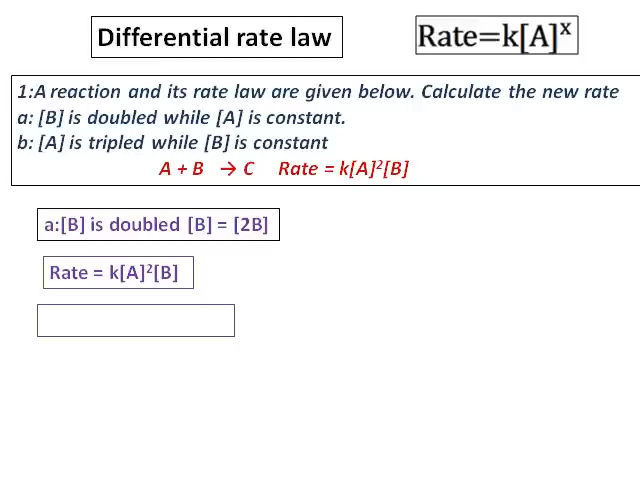 Differential rate law
Rate=k[A]ˣ
1:A reaction and its rate law are given below. Calculate the new rate
a: [B] is doubled while [A] is constant.
b: [A] is tripled while [B] is constant
A + B → C Rate = k[A]²[B]
a:[B] is doubled [B] = [2B]
Rate = k[A]²[B]